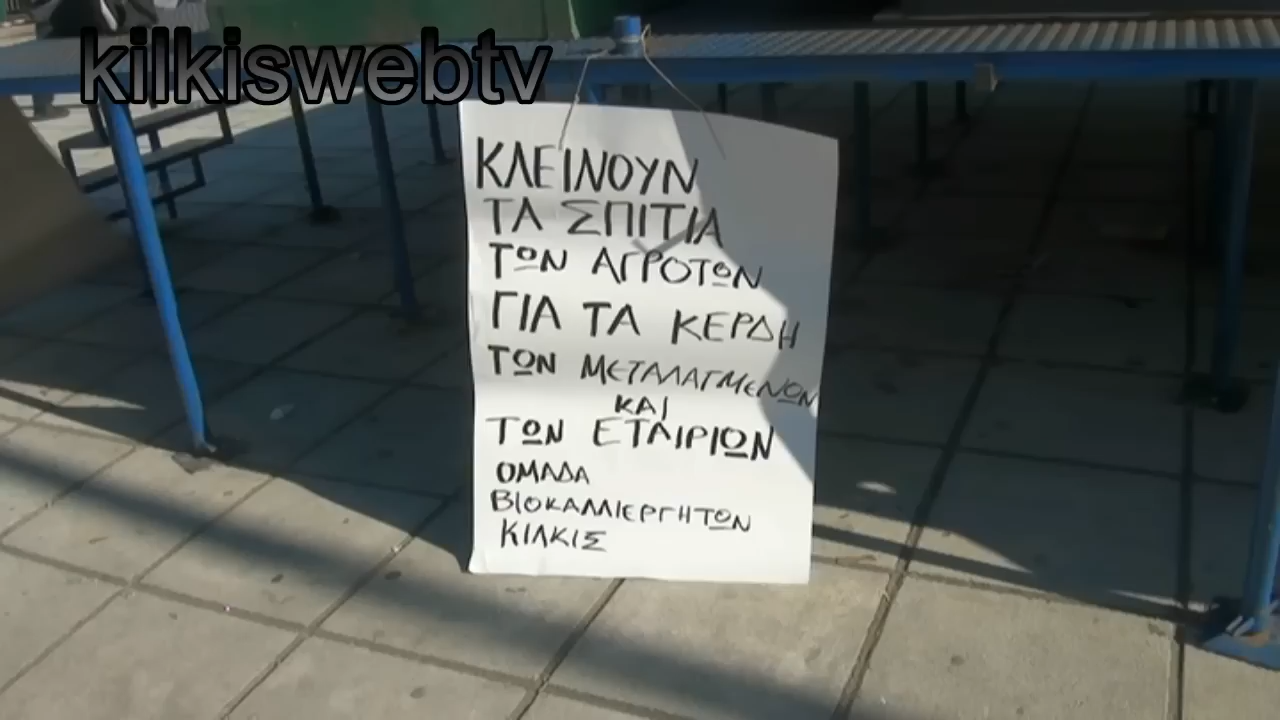 kilkiswebtv
ΚΛΕΙΝΟΥΝ
ΤΑ ΣΠΙΤΙΑ
ΤΩΝ ΑΓΡΟΤΩΝ
ΓΙΑ ΤΑ ΚΕΡΔΗ
ΤΩΝ ΜΕΤΑΛΑΓΜΕΝΩΝ
ΚΑΙ
ΤΩΝ ΕΤΑΙΡΙΩΝ
ΟΜΑΔΑ
ΒΙΟΚΑΛΛΙΕΡΓΗΤΩΝ
ΚΙΛΚΙΣ